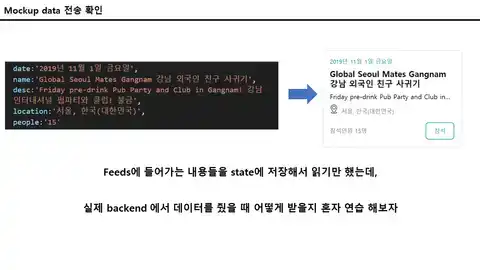 Mockup data 전송 확인
date:'2019년 11월 1일 금요일',
name:'Global Seoul Mates Gangnam 강남 외국인 친구 사귀기',
desc:'Friday pre-drink Pub Party and Club in Gangnam! 강남
인터내셔널 펍파티와 클럽! 불금',
location:'서울, 한국(대한민국)',
people:'15'
2019년 11월 1일 금요일
Global Seoul Mates Gangnam
강남 외국인 친구 사귀기
Friday pre-drink Pub Party and Club in...
서울, 한국(대한민국)
참석인원 15명
참석
Feeds에 들어가는 내용들을 state에 저장해서 읽기만 했는데,
실제 backend 에서 데이터를 줬을 때 어떻게 받을지 혼자 연습 해보자